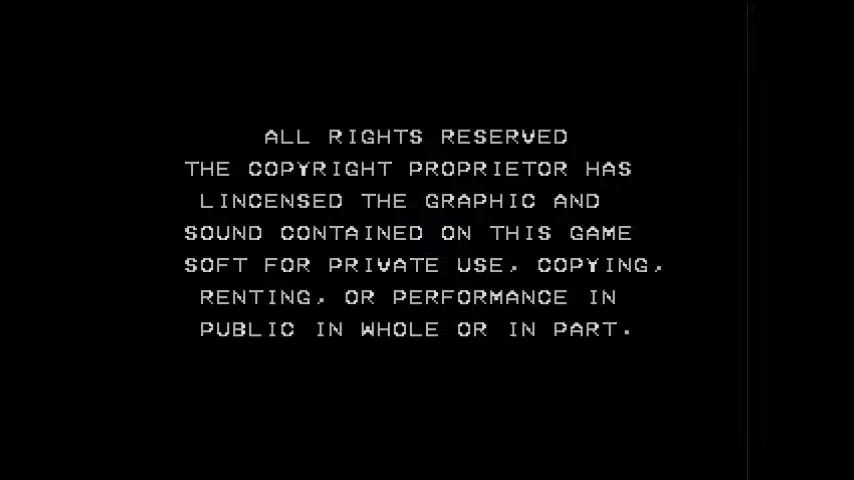 ALL RIGHTS RESERVED
THE COPYRIGHT PROPRIETOR HAS
LINCENSED THE GRAPHIC AND
SOUND CONTAINED ON THIS GAME
SOFT FOR PRIVATE USE, COPYING,
RENTING, OR PERFORMANCE IN
PUBLIC IN WHOLE OR IN PART.